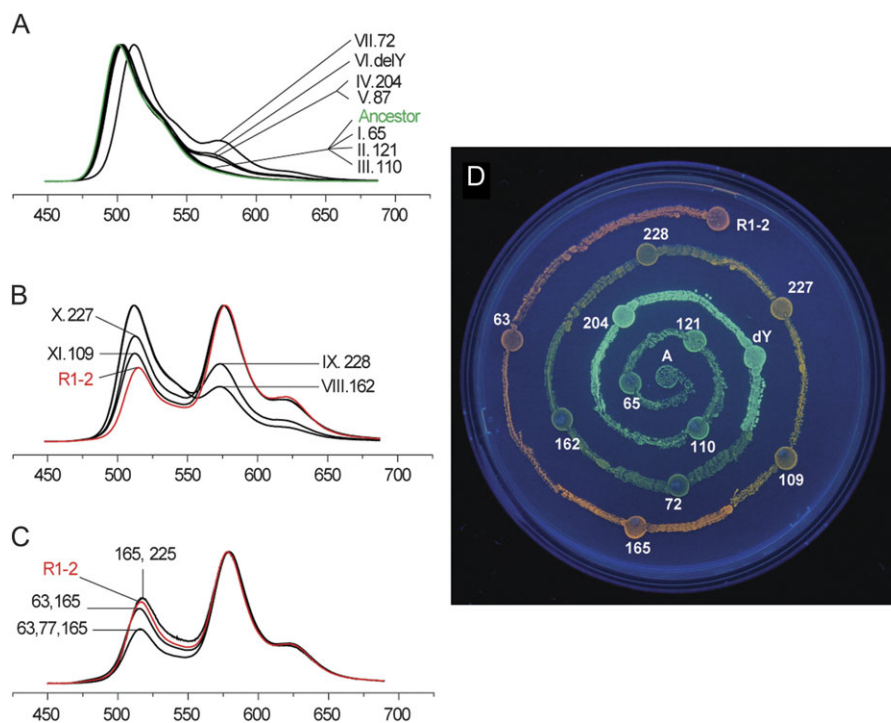 A
VII.72
VI.delY
IV.204
V.87
Ancestor
I. 65
II. 121
III. 110
450 500 550 575 600 650 700
B
X.227
XI.109
R1-2
IX. 228
VIII.162
450 500 550 575 600 650 700
C
165, 225
R1-2
63,165
63,77,165
450 500 550 575 600 650 700
D
R1-2
228
227
63
204
121
dY
A
65
110
162
72
109
165